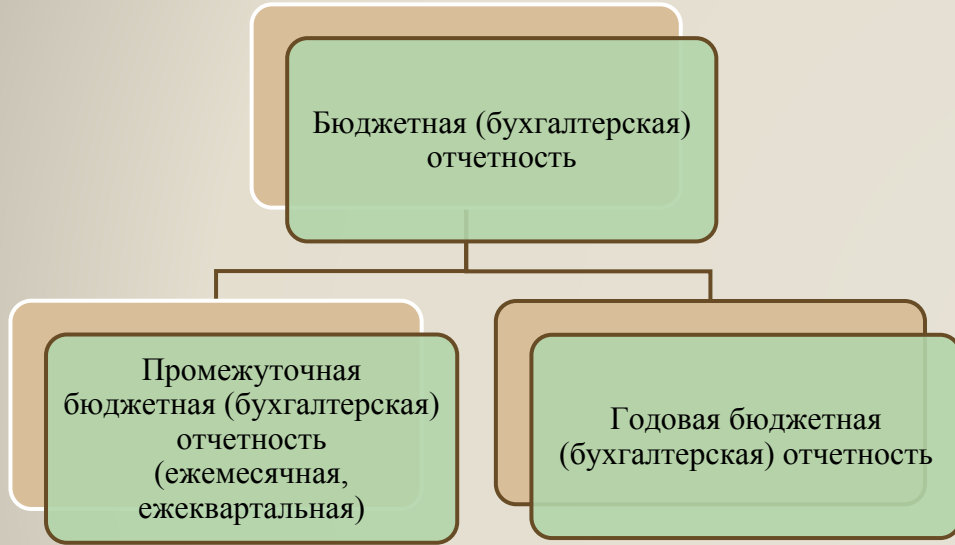 Бюджетная (бухгалтерская)
отчетность
Промежуточная
бюджетная (бухгалтерская)
отчетность
(ежемесячная,
ежеквартальная)
Годовая бюджетная
(бухгалтерская) отчетность